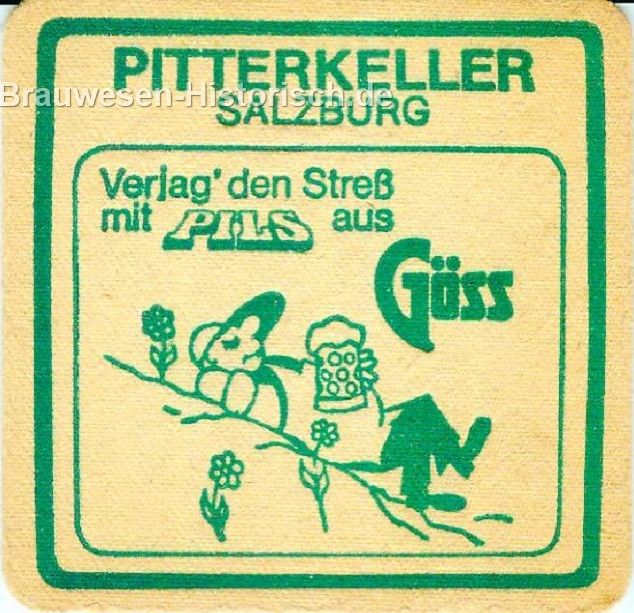 PITTERKELLER
Brauwesen-Historisch.de
SALZBURG
Verjag' den Streß
mit PILS aus
Göss